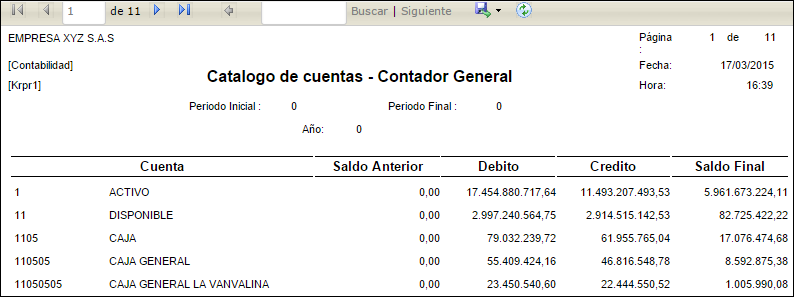 1 de 11 Buscar | Siguiente
EMPRESA XYZ S.A.S Página : 1 de 11
[Contabilidad] Fecha: 17/03/2015
Catalogo de cuentas - Contador General
[Krpr1] Hora: 16:39
Periodo Inicial : 0 Periodo Final : 0
Año: 0
Cuenta Saldo Anterior Debito Credito Saldo Final
1 ACTIVO 0,00 17.454.880.717,64 11.493.207.493,53 5.961.673.224,11
11 DISPONIBLE 0,00 2.997.240.564,75 2.914.515.142,53 82.725.422,22
1105 CAJA 0,00 79.032.239,72 61.955.765,04 17.076.474,68
110505 CAJA GENERAL 0,00 55.409.424,16 46.816.548,78 8.592.875,38
11050505 CAJA GENERAL LA VANVALINA 0,00 23.450.540,60 22.444.550,52 1.005.990,08